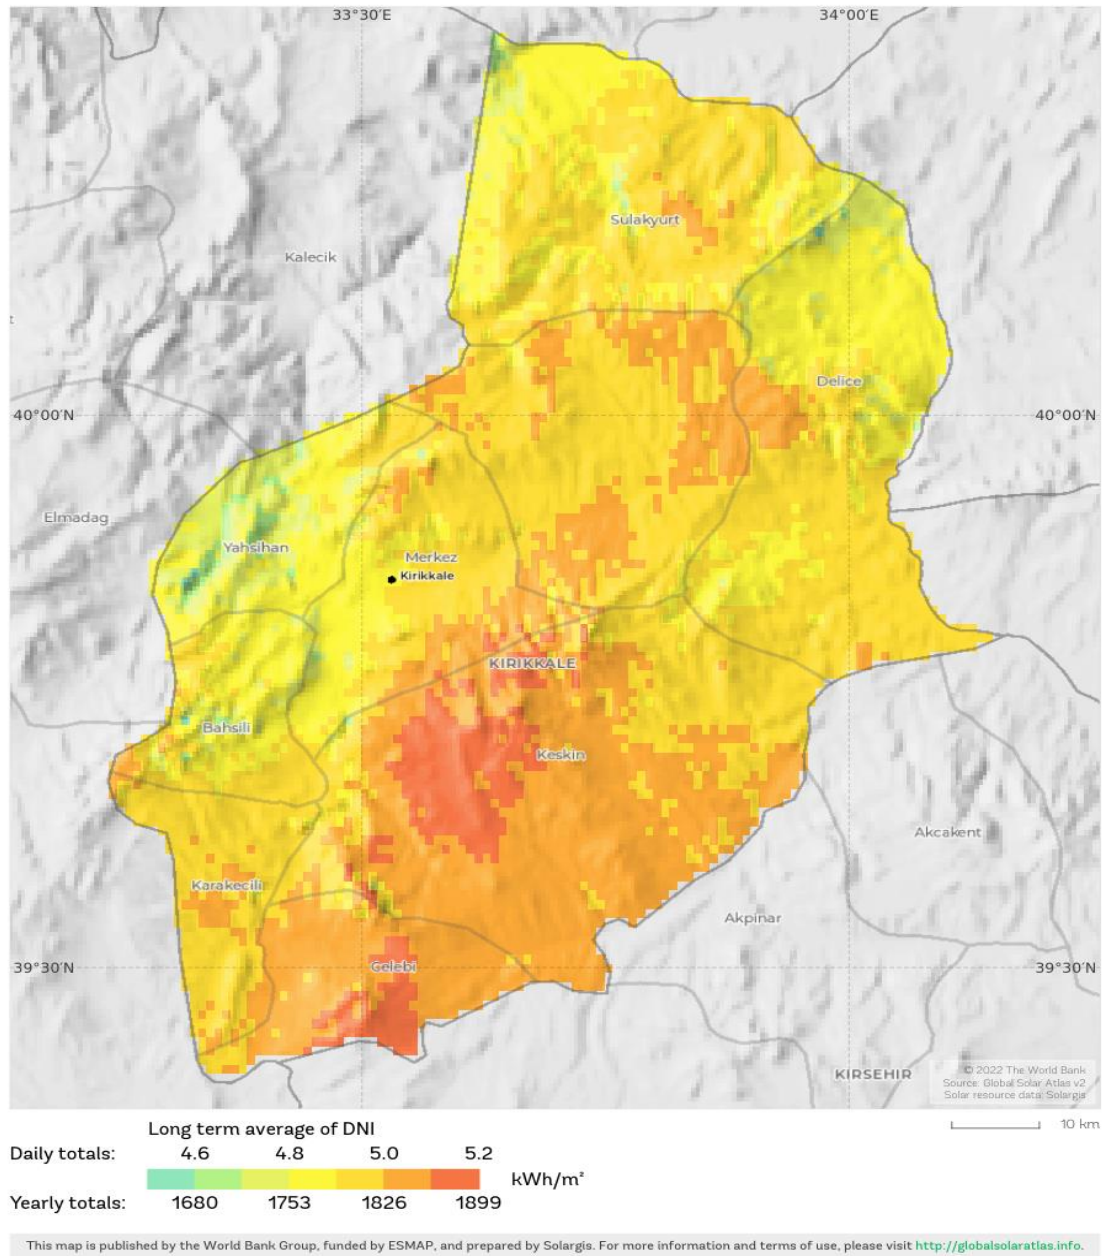 33°30′E
34°00′E
Sulakyurt
Kalecik
t
Delice
40°00′N
40°00′N
Elmadag
Yahsihan
Merkez
Kirikkale
KIRIKKALE
Bahsili
Keskin
Akcakent
Karakecili
Akpinar
39°30′N
Celebi
39°30′N
KIRSEHIR
© 2022 The World Bank
Source: Global Solar Atlas v2
Solar resource data: Solargis
10 km
Long term average of DNI
Daily totals: 4.6 4.8 5.0 5.2
kWh/m²
Yearly totals: 1680 1753 1826 1899
This map is published by the World Bank Group, funded by ESMAP, and prepared by Solargis. For more information and terms of use, please visit http://globalsolaratlas.info.